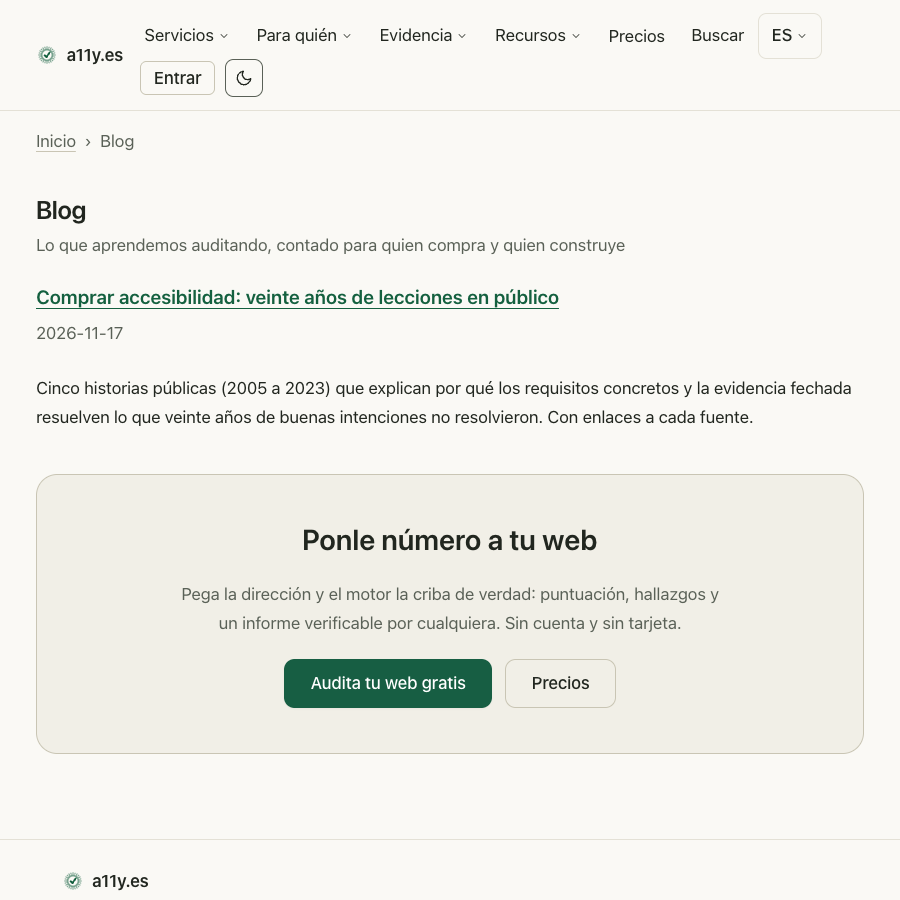 a11y.es
Servicios
Para quién
Evidencia
Recursos
Precios
Buscar
ES
Entrar
Inicio › Blog
Blog
Lo que aprendemos auditando, contado para quien compra y quien construye
Comprar accesibilidad: veinte años de lecciones en público
2026-11-17
Cinco historias públicas (2005 a 2023) que explican por qué los requisitos concretos y la evidencia fechada
resuelven lo que veinte años de buenas intenciones no resolvieron. Con enlaces a cada fuente.
Ponle número a tu web
Pega la dirección y el motor la criba de verdad: puntuación, hallazgos y
un informe verificable por cualquiera. Sin cuenta y sin tarjeta.
Audita tu web gratis
Precios
a11y.es